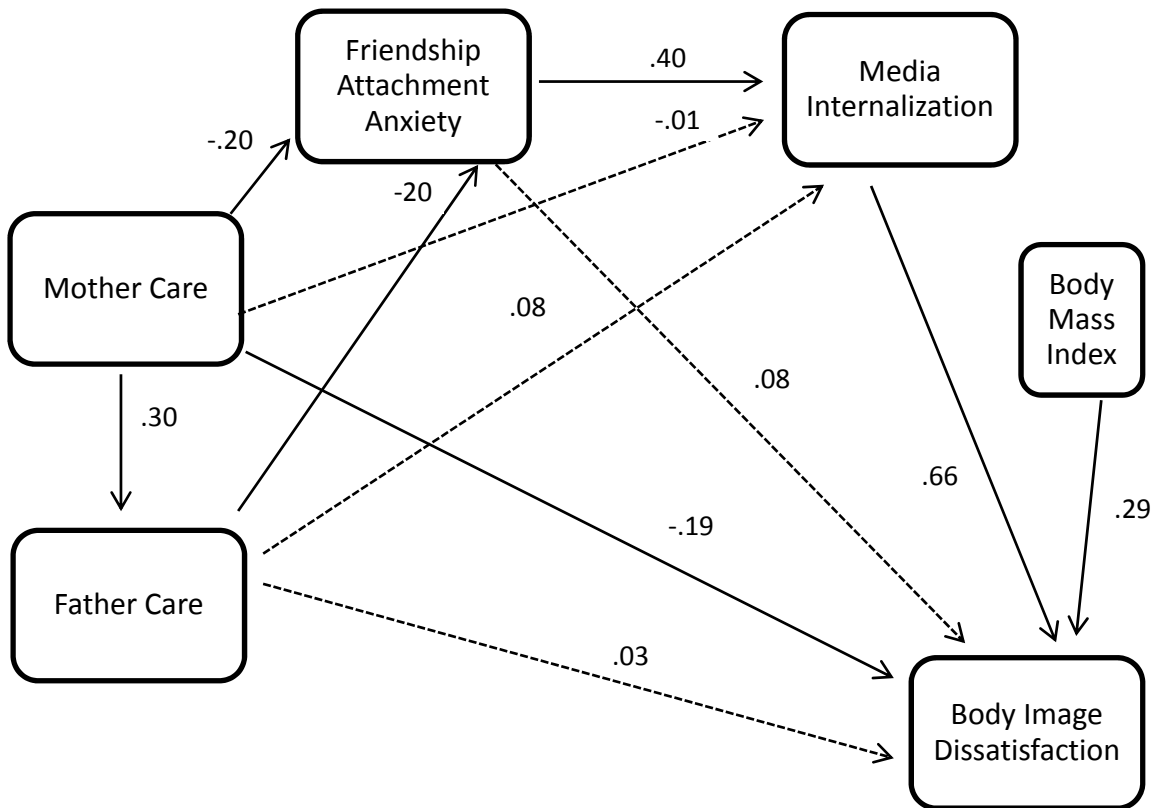 Friendship
Attachment
Anxiety
.40
Media
Internalization
-.01
-.20
-20
Mother Care
.08
Body
Mass
Index
.08
.30
.66
.29
-.19
Father Care
.03
Body Image
Dissatisfaction